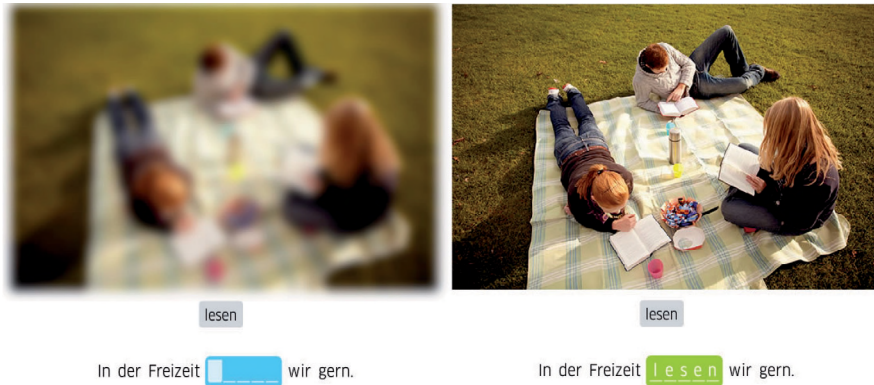 lesen
In der Freizeit _ _ _ _ _ wir gern.
lesen
In der Freizeit lesen wir gern.